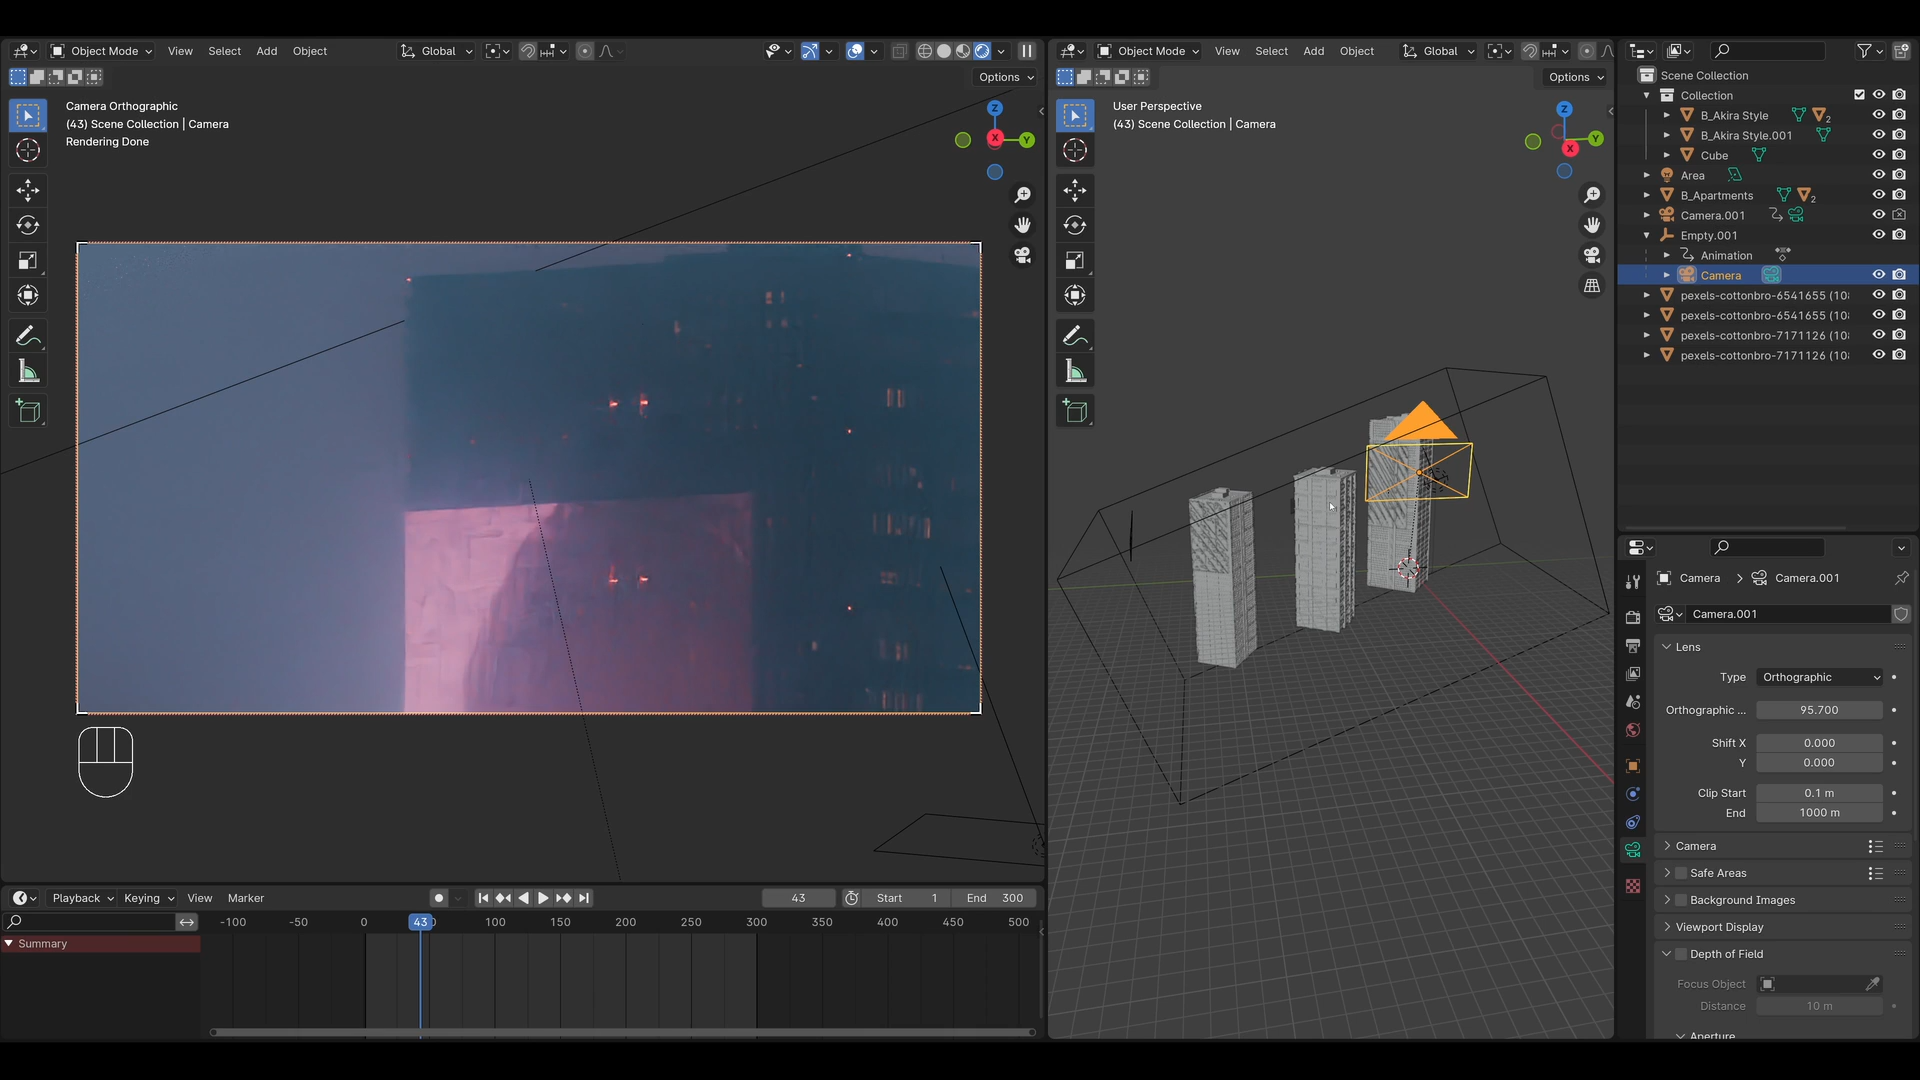 Object Mode
View
Select
Add
Object
Global
Options
Camera Orthographic
(43) Scene Collection | Camera
Rendering Done
Z
X
Y
Object Mode
View
Select
Add
Object
Global
Options
User Perspective
(43) Scene Collection | Camera
Z
Y
X
Scene Collection
Collection
B_Akira Style
2
B_Akira Style.001
Cube
Area
B_Apartments
2
Camera.001
Empty.001
Animation
Camera
pexels-cottonbro-6541655 (10
pexels-cottonbro-6541655 (10
pexels-cottonbro-7171126 (10
pexels-cottonbro-7171126 (10
Camera > Camera.001
Camera.001
Lens
Type Orthographic
Orthographic ... 95.700
Shift X 0.000
Y 0.000
Clip Start 0.1 m
End 1000 m
Camera
Safe Areas
Background Images
Viewport Display
Depth of Field
Focus Object
Distance 10 m
Aperture
Playback
Keying
View
Marker
43
Start 1
End 300
-100 -50 0 43 100 150 200 250 300 350 400 450 500
Summary